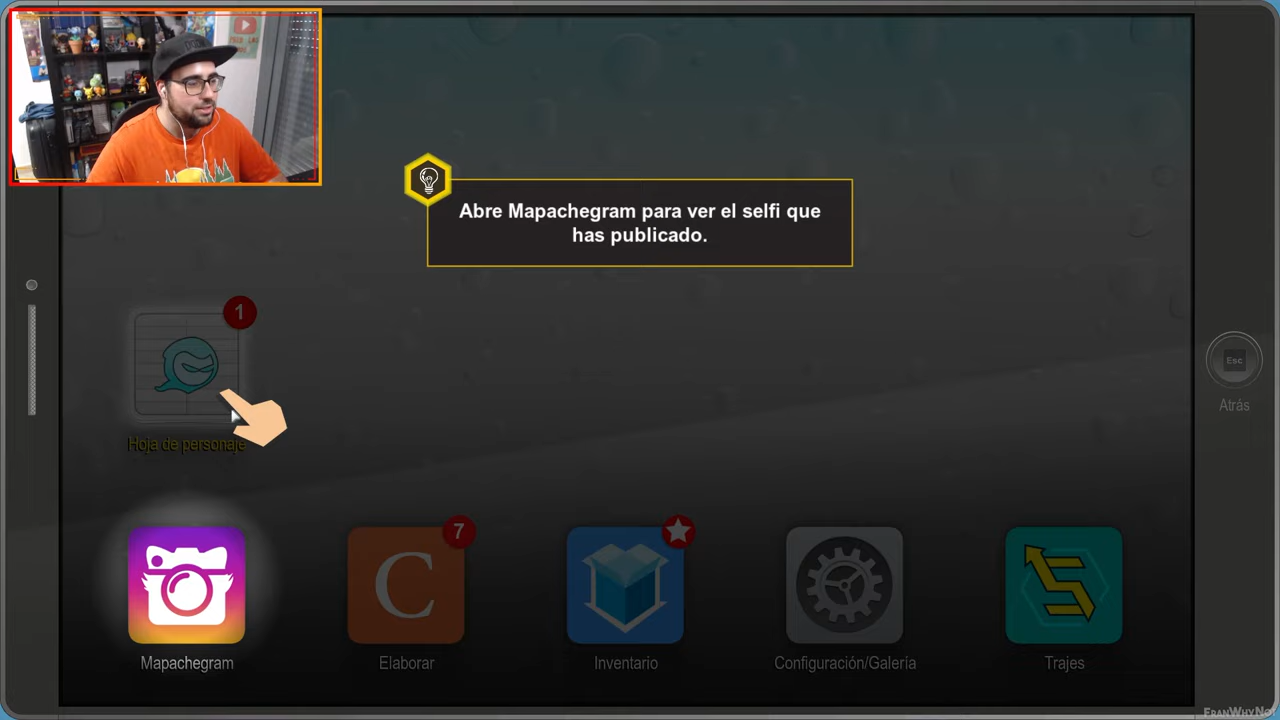 Abre Mapachegram para ver el selfi que
has publicado.
1
Hoja de personaje
Esc
Atrás
7
C
Mapachegram
Elaborar
Inventario
Configuración/Galería
Trajes
FranWhyNot